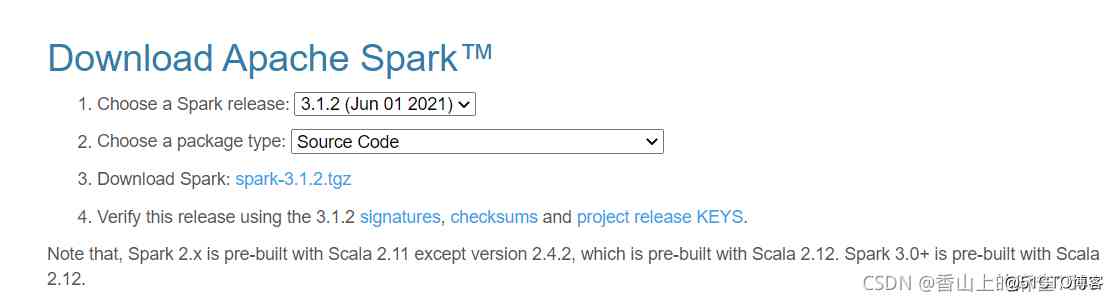 Download Apache Spark™
1. Choose a Spark release: 3.1.2 (Jun 01 2021)
2. Choose a package type: Source Code
3. Download Spark: spark-3.1.2.tgz
4. Verify this release using the 3.1.2 signatures, checksums and project release KEYS.
Note that, Spark 2.x is pre-built with Scala 2.11 except version 2.4.2, which is pre-built with Scala 2.12. Spark 3.0+ is pre-built with Scala
2.12.
CSDN @香山上的 @51CTO博客